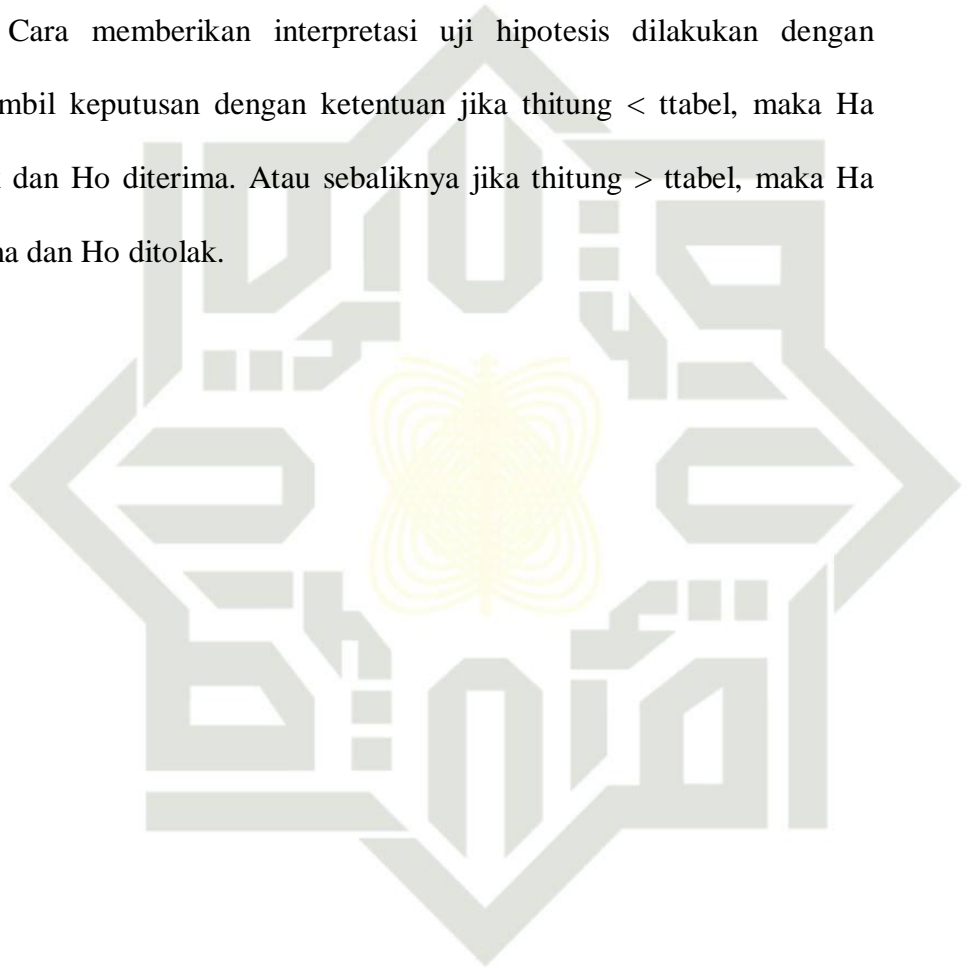 Cara memberikan interpretasi uji hipotesis dilakukan dengan
mbil keputusan dengan ketentuan jika thitung < ttabel, maka Ha
dan Ho diterima. Atau sebaliknya jika thitung > ttabel, maka Ha
na dan Ho ditolak.